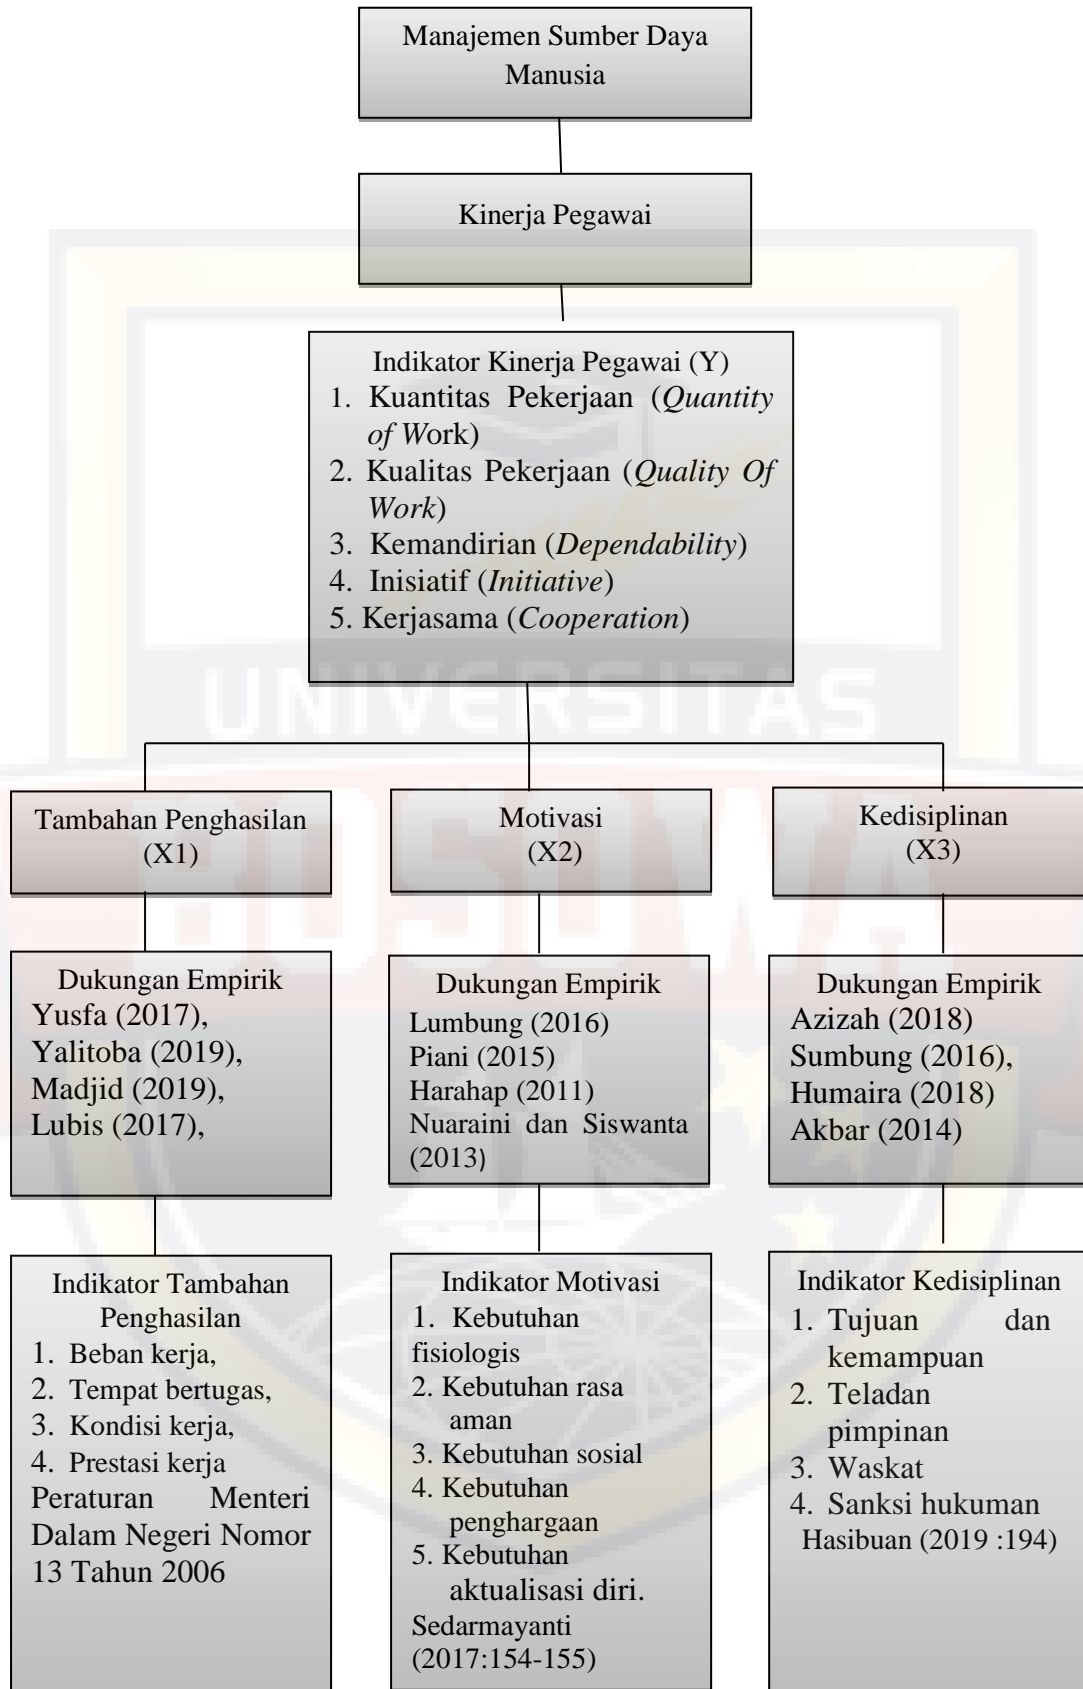 Manajemen Sumber Daya
Manusia
Kinerja Pegawai
Indikator Kinerja Pegawai (Y)
1. Kuantitas Pekerjaan (Quantity
of Work)
2. Kualitas Pekerjaan (Quality Of
Work)
3. Kemandirian (Dependability)
4. Inisiatif (Initiative)
5. Kerjasama (Cooperation)
UNIVERSITAS
BOSOWA
Tambahan Penghasilan
(X1)
Dukungan Empirik
Yusfa (2017),
Yalitoba (2019),
Madjid (2019),
Lubis (2017),
Indikator Tambahan
Penghasilan
1. Beban kerja,
2. Tempat bertugas,
3. Kondisi kerja,
4. Prestasi kerja
Peraturan Menteri
Dalam Negeri Nomor
13 Tahun 2006
Motivasi
(X2)
Dukungan Empirik
Lumbung (2016)
Piani (2015)
Harahap (2011)
Nuaraini dan Siswanta
(2013)
Indikator Motivasi
1. Kebutuhan
fisiologis
2. Kebutuhan rasa
aman
3. Kebutuhan sosial
4. Kebutuhan
penghargaan
5. Kebutuhan
aktualisasi diri.
Sedarmayanti
(2017:154-155)
Kedisiplinan
(X3)
Dukungan Empirik
Azizah (2018)
Sumbung (2016),
Humaira (2018)
Akbar (2014)
Indikator Kedisiplinan
1. Tujuan dan
kemampuan
2. Teladan
pimpinan
3. Waskat
4. Sanksi hukuman
Hasibuan (2019 :194)